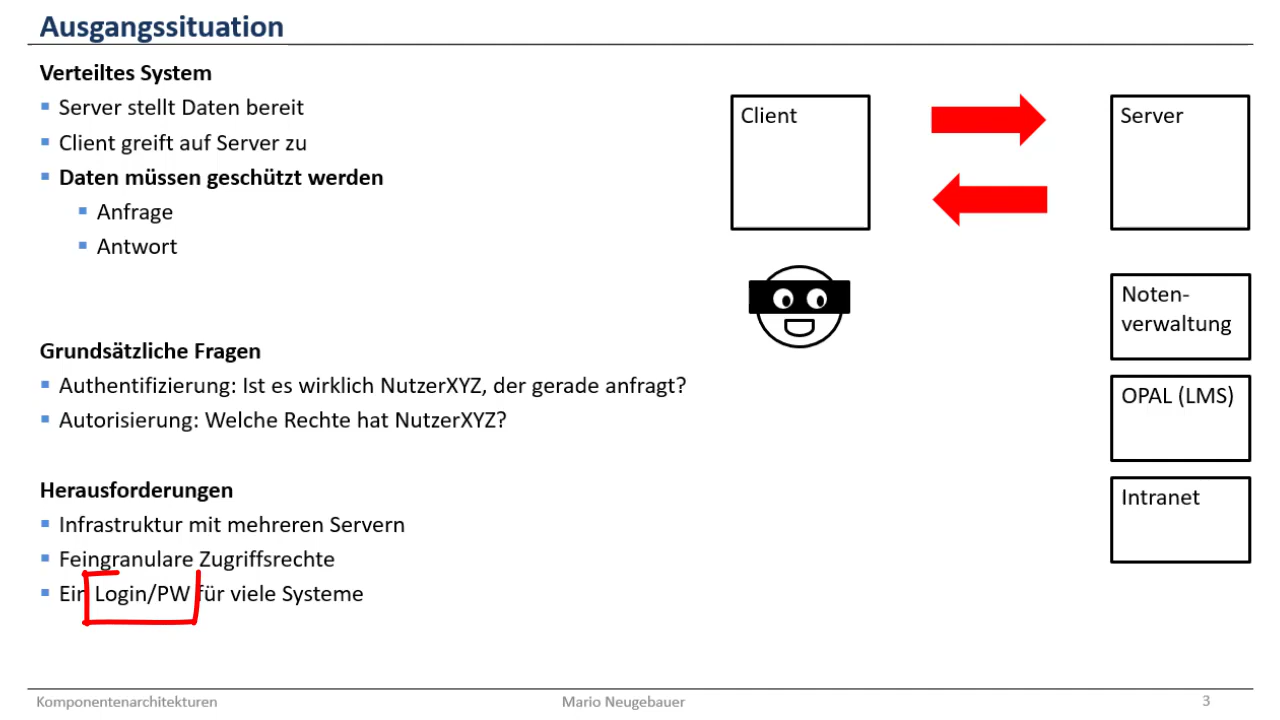 Ausgangssituation
Verteiltes System
Server stellt Daten bereit
Client greift auf Server zu
Daten müssen geschützt werden
Anfrage
Antwort
Grundsätzliche Fragen
Authentifizierung: Ist es wirklich NutzerXYZ, der gerade anfragt?
Autorisierung: Welche Rechte hat NutzerXYZ?
Herausforderungen
Infrastruktur mit mehreren Servern
Feingranulare Zugriffsrechte
Ein Login/PW für viele Systeme
Client
Server
Noten-
verwaltung
OPAL (LMS)
Intranet
Komponentenarchitekturen
Mario Neugebauer
3